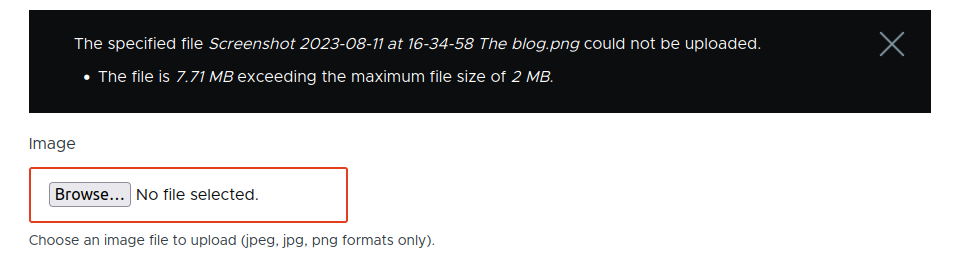 The specified file Screenshot 2023-08-11 at 16-34-58 The blog.png could not be uploaded.
• The file is 7.71 MB exceeding the maximum file size of 2 MB.
Image
Browse... No file selected.
Choose an image file to upload (jpeg, jpg, png formats only).